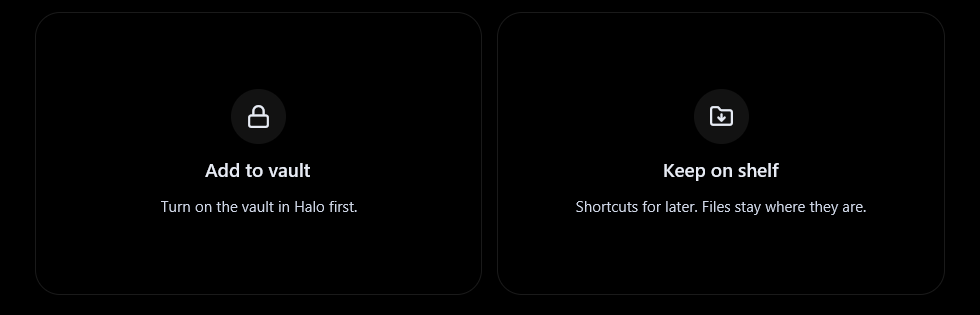 Add to vault
Turn on the vault in Halo first.
Keep on shelf
Shortcuts for later. Files stay where they are.